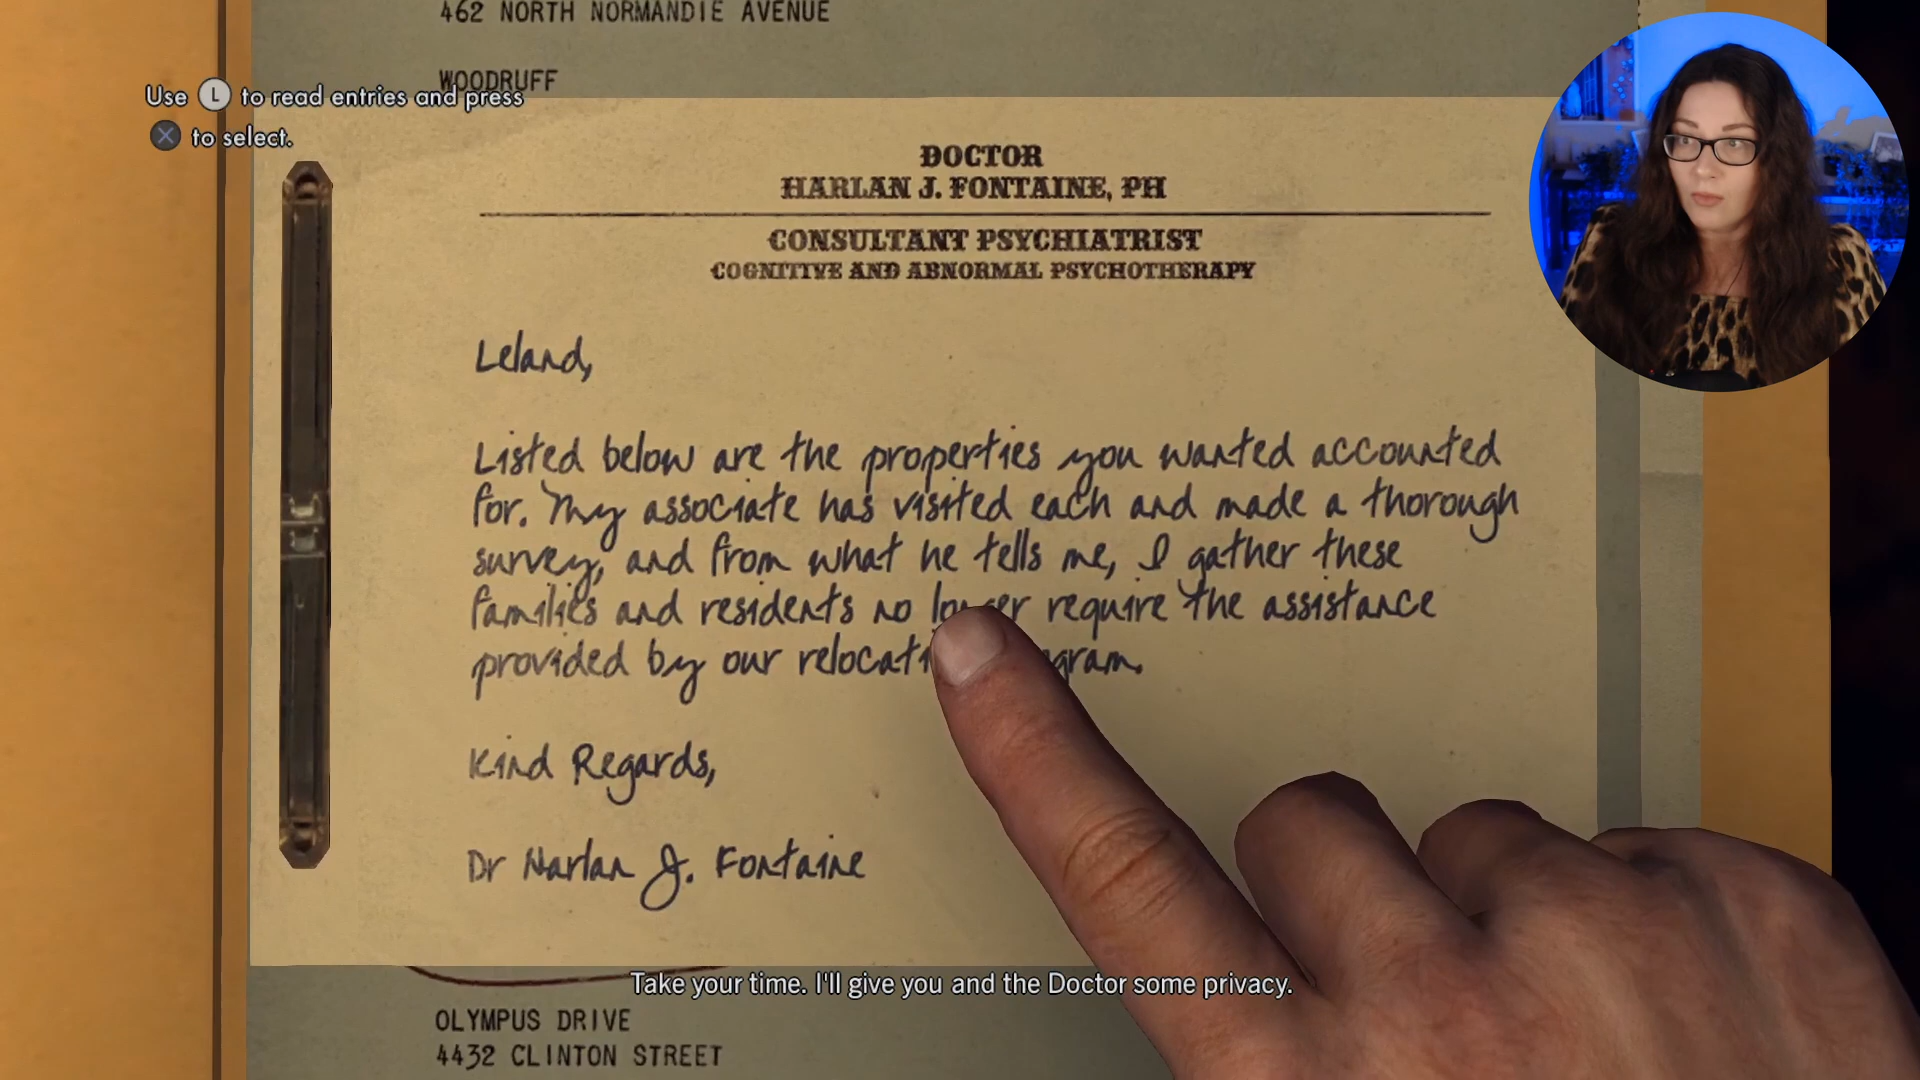 462 NORTH NORMANDIE AVENUE
WOODRUFF
Use L to read entries and press
X to select.
DOCTOR
HARLAN J. FONTAINE, PH
CONSULTANT PSYCHIATRIST
COGNITIVE AND ABNORMAL PSYCHOTHERAPY
Leland,
Listed below are the properties you wanted accounted
for. My associate has visited each and made a thorough
survey, and from what he tells me, I gather these
families and residents no longer require the assistance
provided by our
Kind Regards,
Dr Harlan J. Fontaine
Take your time. I'll give you and the Doctor some privacy.
OLYMPUS DRIVE
4432 CLINTON STREET